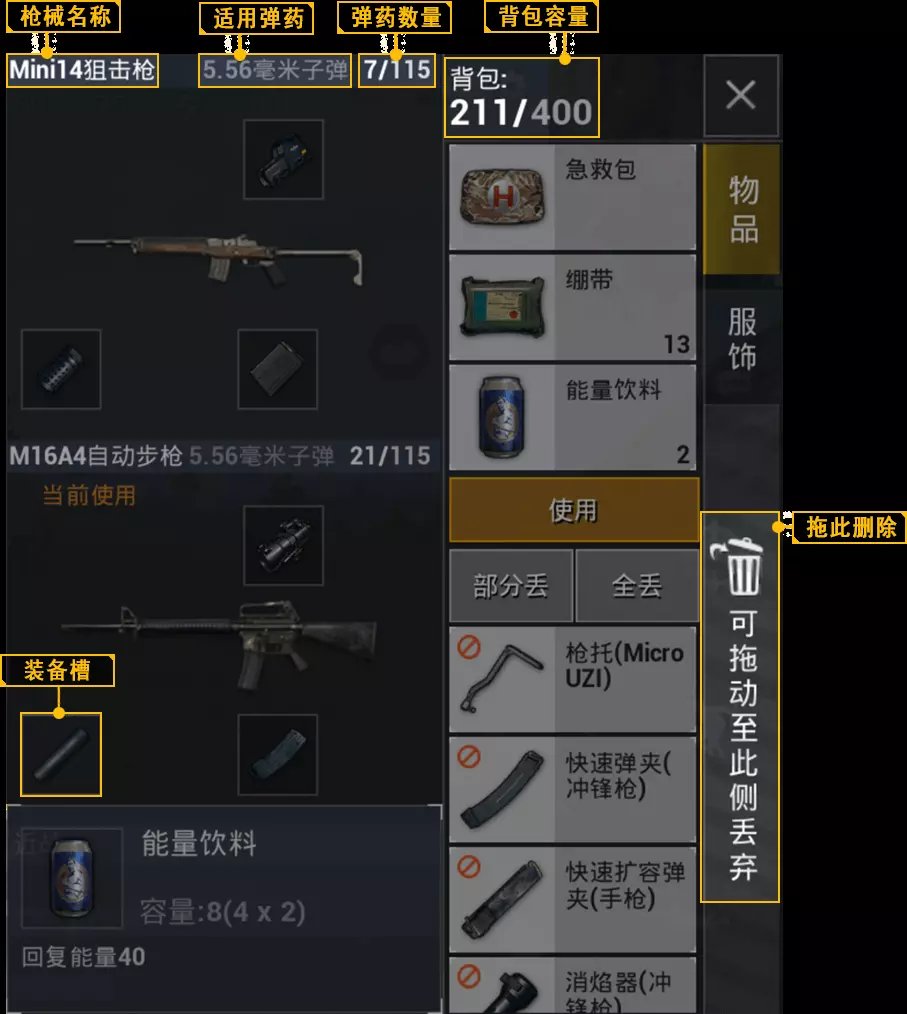 枪械名称
适用弹药
弹药数量
背包容量
Mini14狙击枪
5.56毫米子弹
7/115
背包:
211/400
急救包
物品
绷带
13
服饰
能量饮料
2
M16A4自动步枪
5.56毫米子弹
21/115
当前使用
使用
拖此删除
部分丢
全丢
可拖动至此侧丢弃
枪托(Micro
UZI)
装备槽
快速弹夹(
冲锋枪)
能量饮料
容量:8(4 x 2)
回复能量40
快速扩容弹
夹(手枪)
消焰器(冲
锋枪)